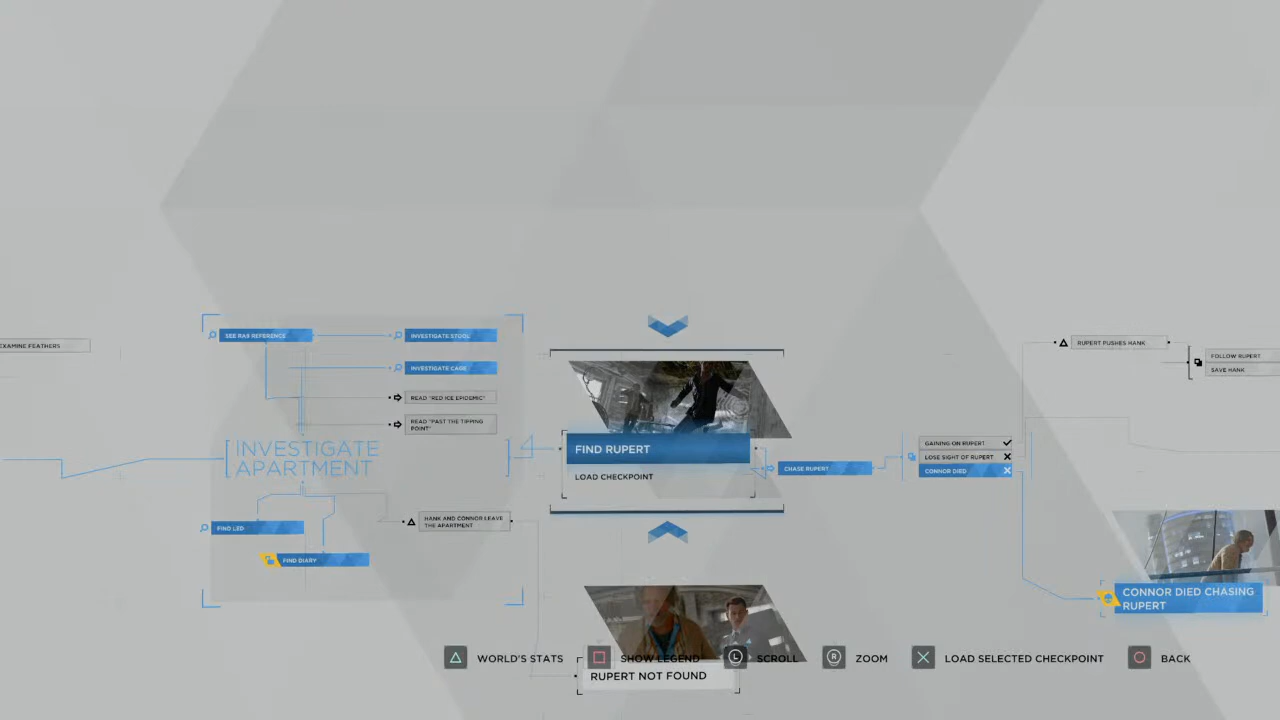 EXAMINE FEATHERS
SEE RA9 REFERENCE
INVESTIGATE STOOL
INVESTIGATE CAGE
READ "RED ICE EPIDEMIC"
READ "PAST THE TIPPING
POINT"
INVESTIGATE
APARTMENT
FIND LED
FIND DIARY
HANK AND CONNOR LEAVE
THE APARTMENT
FIND RUPERT
LOAD CHECKPOINT
CHASE RUPERT
GAINING ON RUPERT
LOSE SIGHT OF RUPERT
CONNOR DIED
RUPERT PUSHES HANK
FOLLOW RUPERT
SAVE HANK
CONNOR DIED CHASING
RUPERT
RUPERT NOT FOUND
WORLD'S STATS
SHOW LEGEND
L SCROLL
R ZOOM
LOAD SELECTED CHECKPOINT
BACK